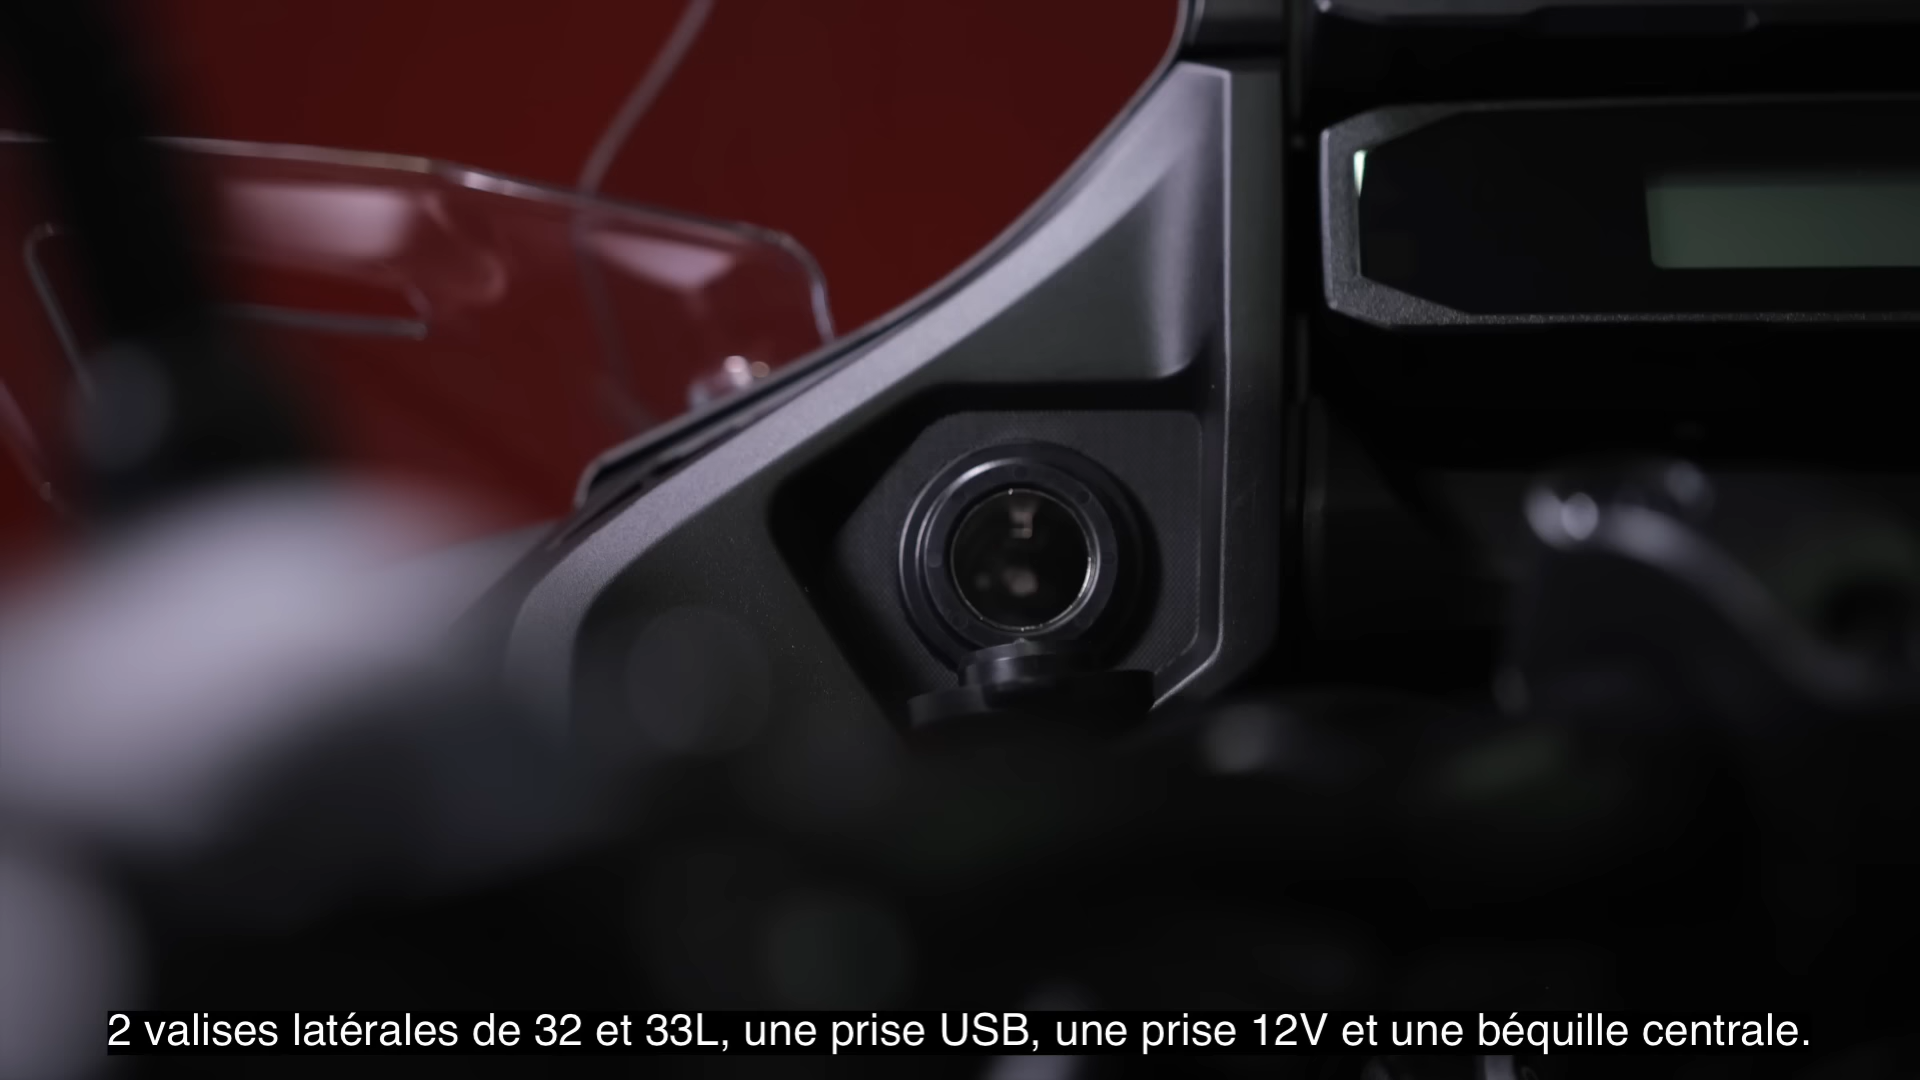 2 valises latérales de 32 et 33L, une prise USB, une prise 12V et une béquille centrale.